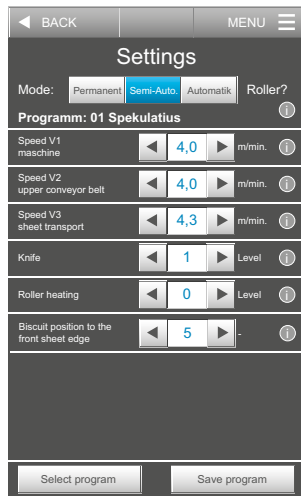 BACK MENU
Settings
Mode: Permanent Semi-Auto. Automatik Roller?
Programm: 01 Spekulatius
Speed V1
maschine
4,0 m/min.
Speed V2
upper conveyor belt
4,0 m/min.
Speed V3
sheet transport
4,3 m/min.
Knife 1 Level
Roller heating 0 Level
Biscuit position to the
front sheet edge
5 -
Select program Save program